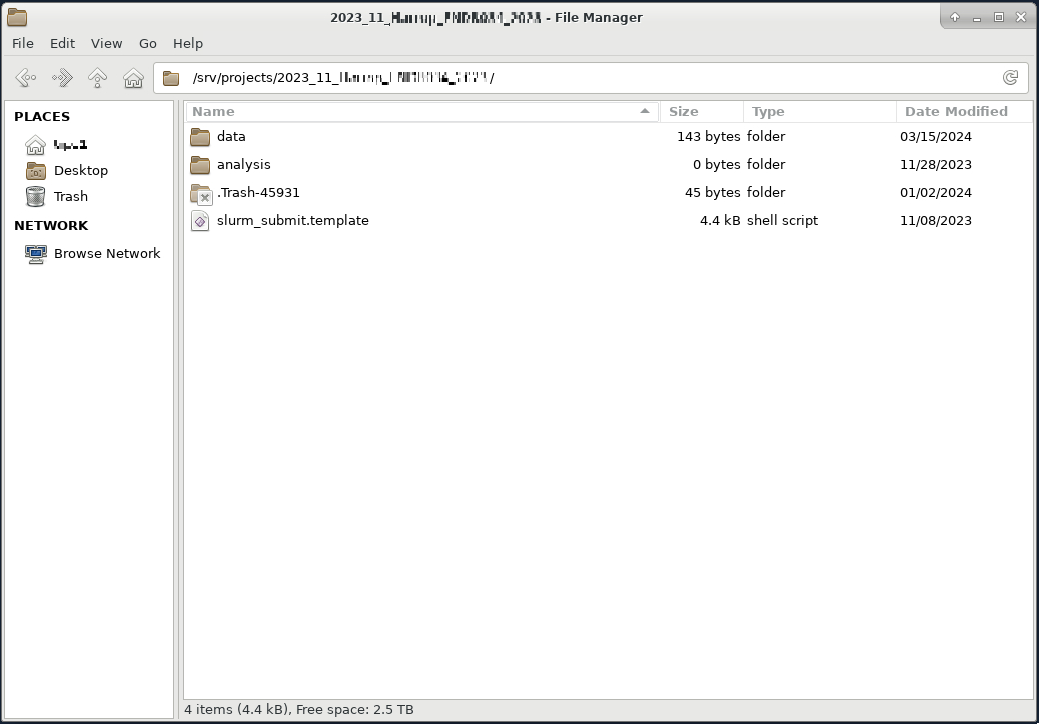 2023_11_ - File Manager
File Edit View Go Help
/srv/projects/2023_11_ /
PLACES
Desktop
Trash
NETWORK
Browse Network
Name Size Type Date Modified
data 143 bytes folder 03/15/2024
analysis 0 bytes folder 11/28/2023
.Trash-45931 45 bytes folder 01/02/2024
slurm_submit.template 4.4 kB shell script 11/08/2023
4 items (4.4 kB), Free space: 2.5 TB